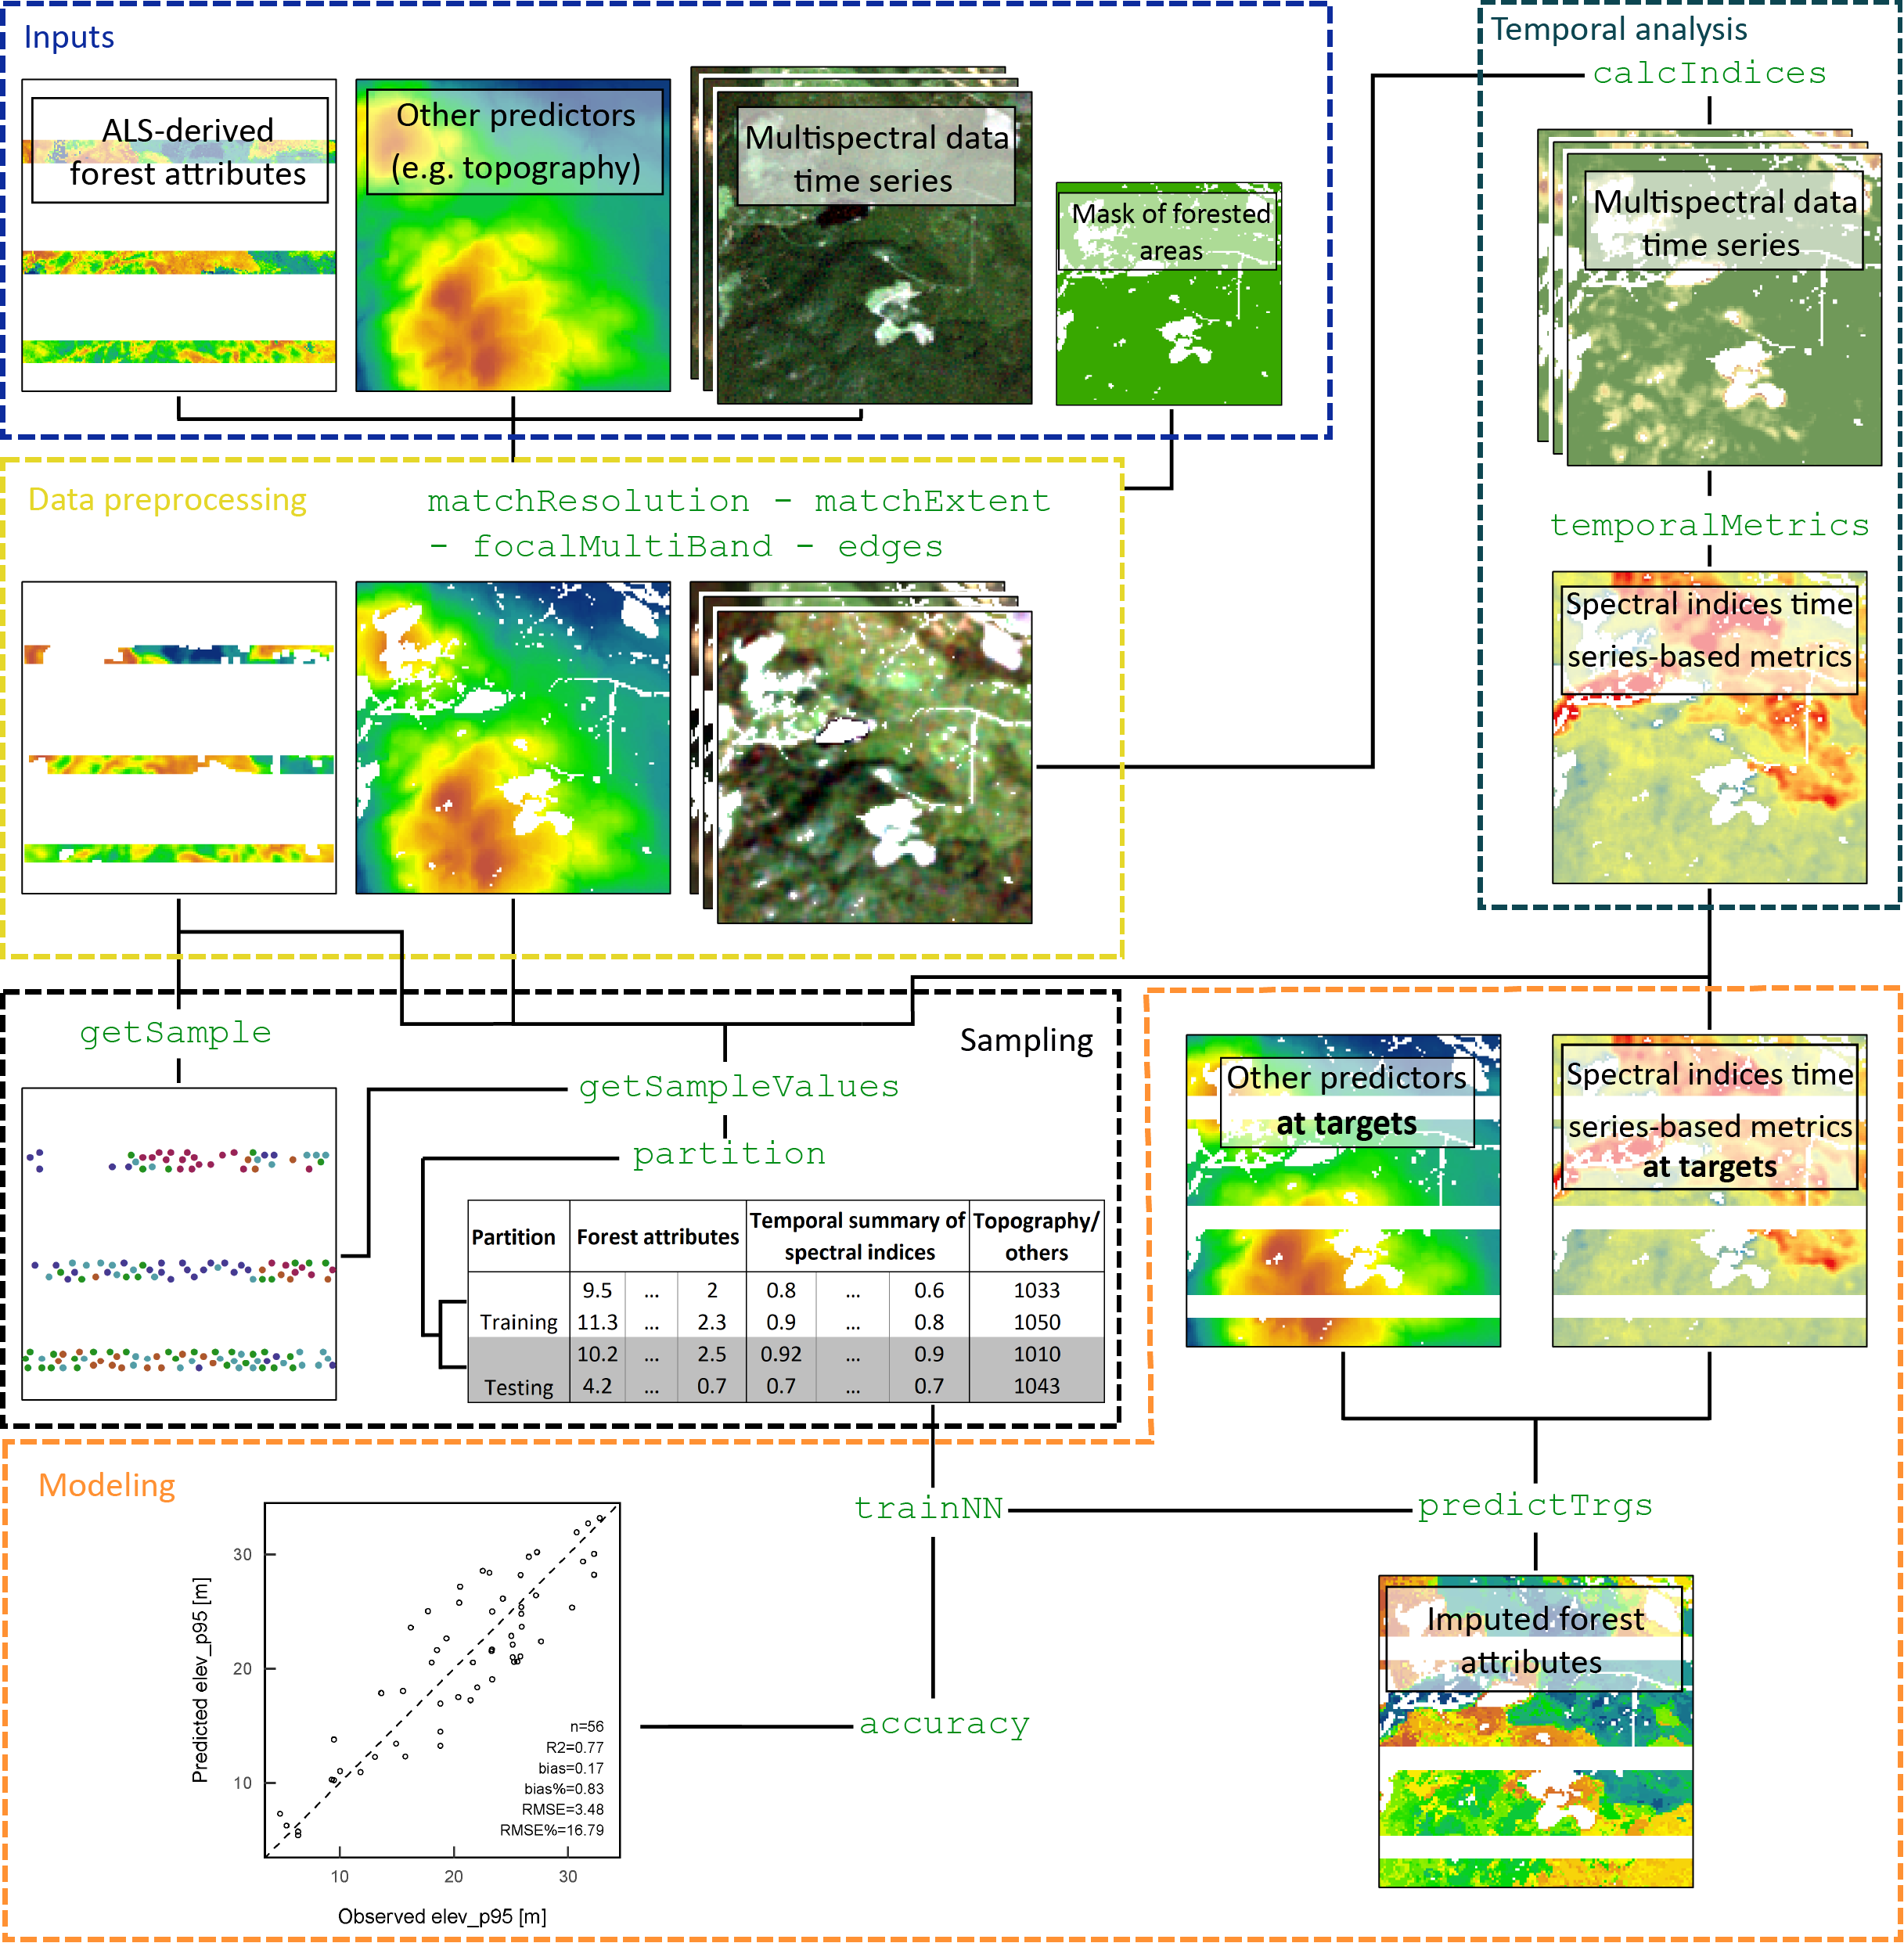 Inputs
ALS-derived
forest attributes
Other predictors
(e.g. topography)
Multispectral data
time series
Mask of forested
areas
Temporal analysis
calcIndices
Multispectral data
time series
temporalMetrics
Spectral indices time
series-based metrics
Data preprocessing
matchResolution - matchExtent
- focalMultiBand - edges
Sampling
getSample
getSampleValues
partition
Partition Forest attributes Temporal summary of spectral indices Topography/ others
9.5 ... 2 0.8 ... 0.6 1033
Training 11.3 ... 2.3 0.9 ... 0.8 1050
10.2 ... 2.5 0.92 ... 0.9 1010
Testing 4.2 ... 0.7 0.7 ... 0.7 1043
Other predictors
at targets
Spectral indices time
series-based metrics
at targets
Modeling
trainNN
predictTrgs
accuracy
Imputed forest
attributes
Predicted elev_p95 [m]
30
20
10
n=56
R2=0.77
bias=0.17
bias%=0.83
RMSE=3.48
RMSE%=16.79
10 20 30
Observed elev_p95 [m]